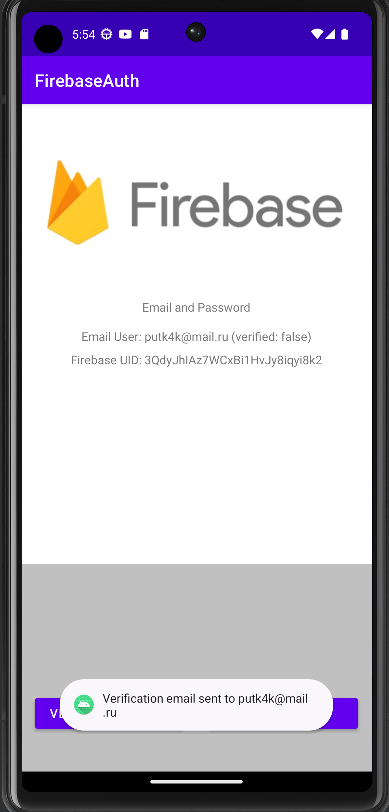 5:54
FirebaseAuth
Firebase
Email and Password
Email User: putk4k@mail.ru (verified: false)
Firebase UID: 3QdyJhIAz7WCxBi1HvJy8iqyi8k2
Verification email sent to putk4k@mail
.ru